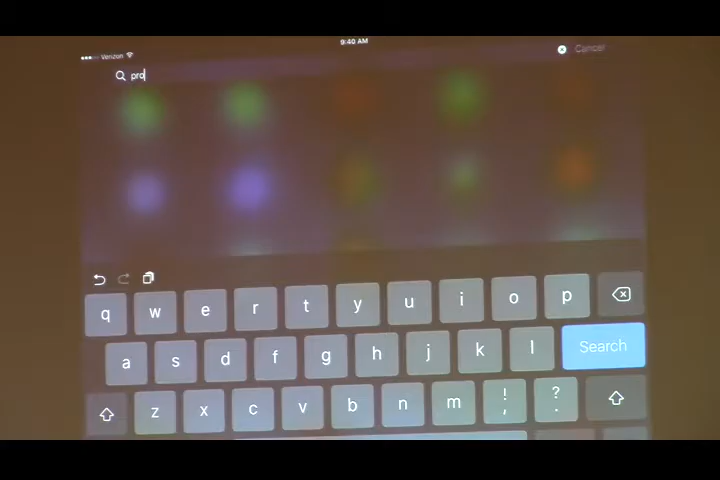 9:40 AM
Verizon
Cancel
pro
q w e r t y u i o p
a s d f g h j k l Search
z x c v b n m ! , ? .